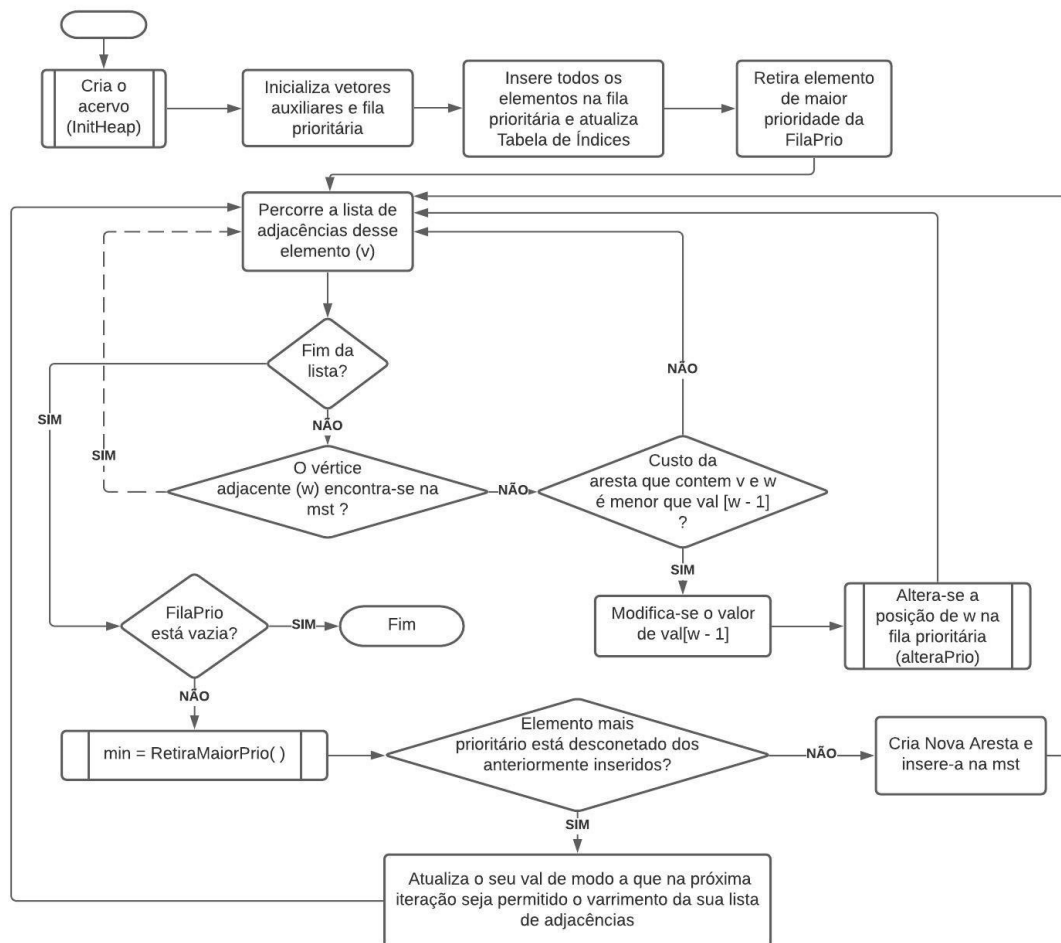 Cria o
acervo
(InitHeap)
Inicializa vetores
auxiliares e fila
prioritária
Insere todos os
elementos na fila
prioritária e atualiza
Tabela de Índices
Retira elemento
de maior
prioridade da
FilaPrio
Percorre a lista de
adjacências desse
elemento (v)
Fim da
lista?
SIM
NÃO
SIM
O vértice
adjacente (w) encontra-se na
mst ?
NÃO
NÃO
Custo da
aresta que contem v e w
é menor que val [w - 1]
?
SIM
Modifica-se o valor
de val[w - 1]
Altera-se a
posição de w na
fila prioritária
(alteraPrio)
FilaPrio
está vazia?
SIM
Fim
NÃO
min = RetiraMaiorPrio( )
Elemento mais
prioritário está desconetado dos
anteriormente inseridos?
NÃO
Cria Nova Aresta e
insere-a na mst
SIM
Atualiza o seu val de modo a que na próxima
iteração seja permitido o varrimento da sua lista
de adjacências